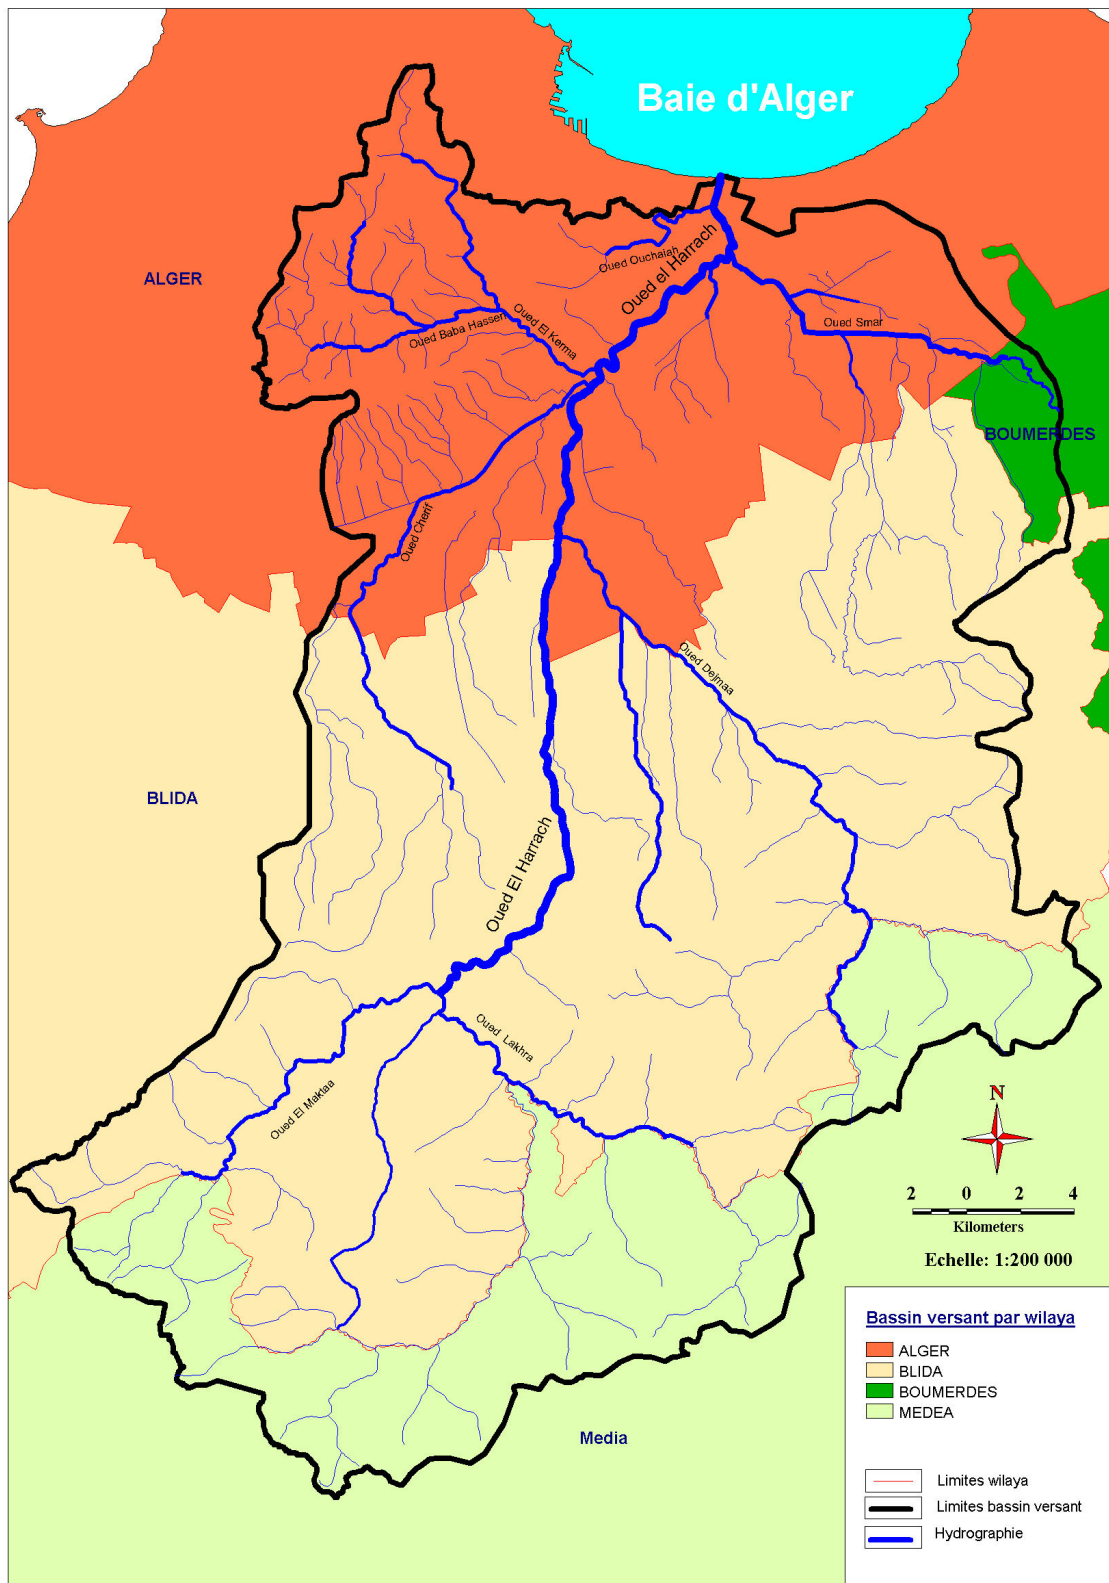 Baie d'Alger
ALGER
Oued Ouchaiah
Oued el Harrach
Oued Smar
Oued Baba Hassen
Oued El Kerma
BOUMERDES
Oued Cherif
Oued Dejmaa
BLIDA
Oued El Harrach
Oued Lakhra
Oued El Maktaa
N
2 0 2 4
Kilometers
Echelle: 1:200 000
Bassin versant par wilaya
ALGER
BLIDA
BOUMERDES
MEDEA
Media
Limites wilaya
Limites bassin versant
Hydrographie